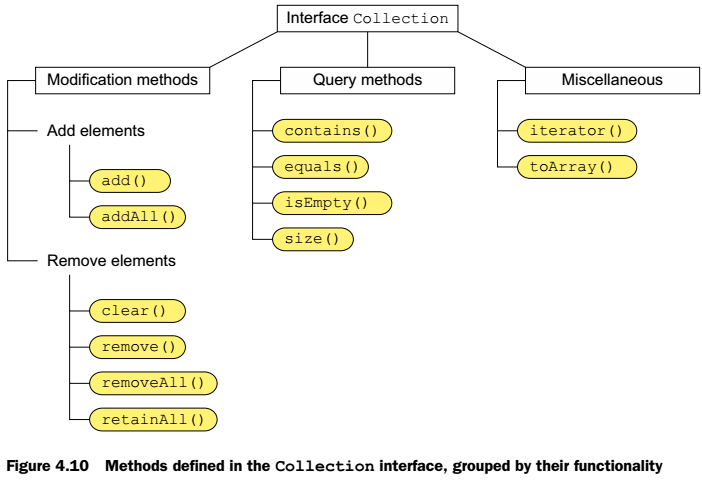 Interface Collection
Modification methods
Query methods
Miscellaneous
Add elements
add()
addAll()
Remove elements
clear()
remove()
removeAll()
retainAll()
contains()
equals()
isEmpty()
size()
iterator()
toArray()
Figure 4.10 Methods defined in the Collection interface, grouped by their functionality